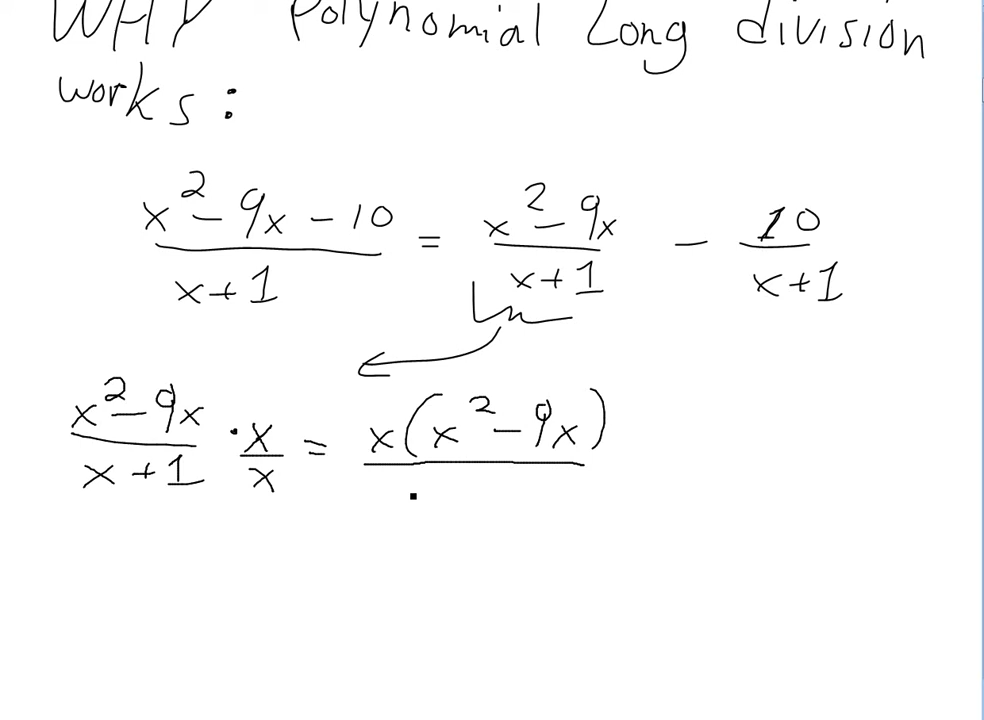 WHY Polynomial Long division
works:
x² - 9x - 10 / x + 1 = x² - 9x / x + 1 - 10 / x + 1
x² - 9x / x + 1 · x / x = x(x² - 9x)